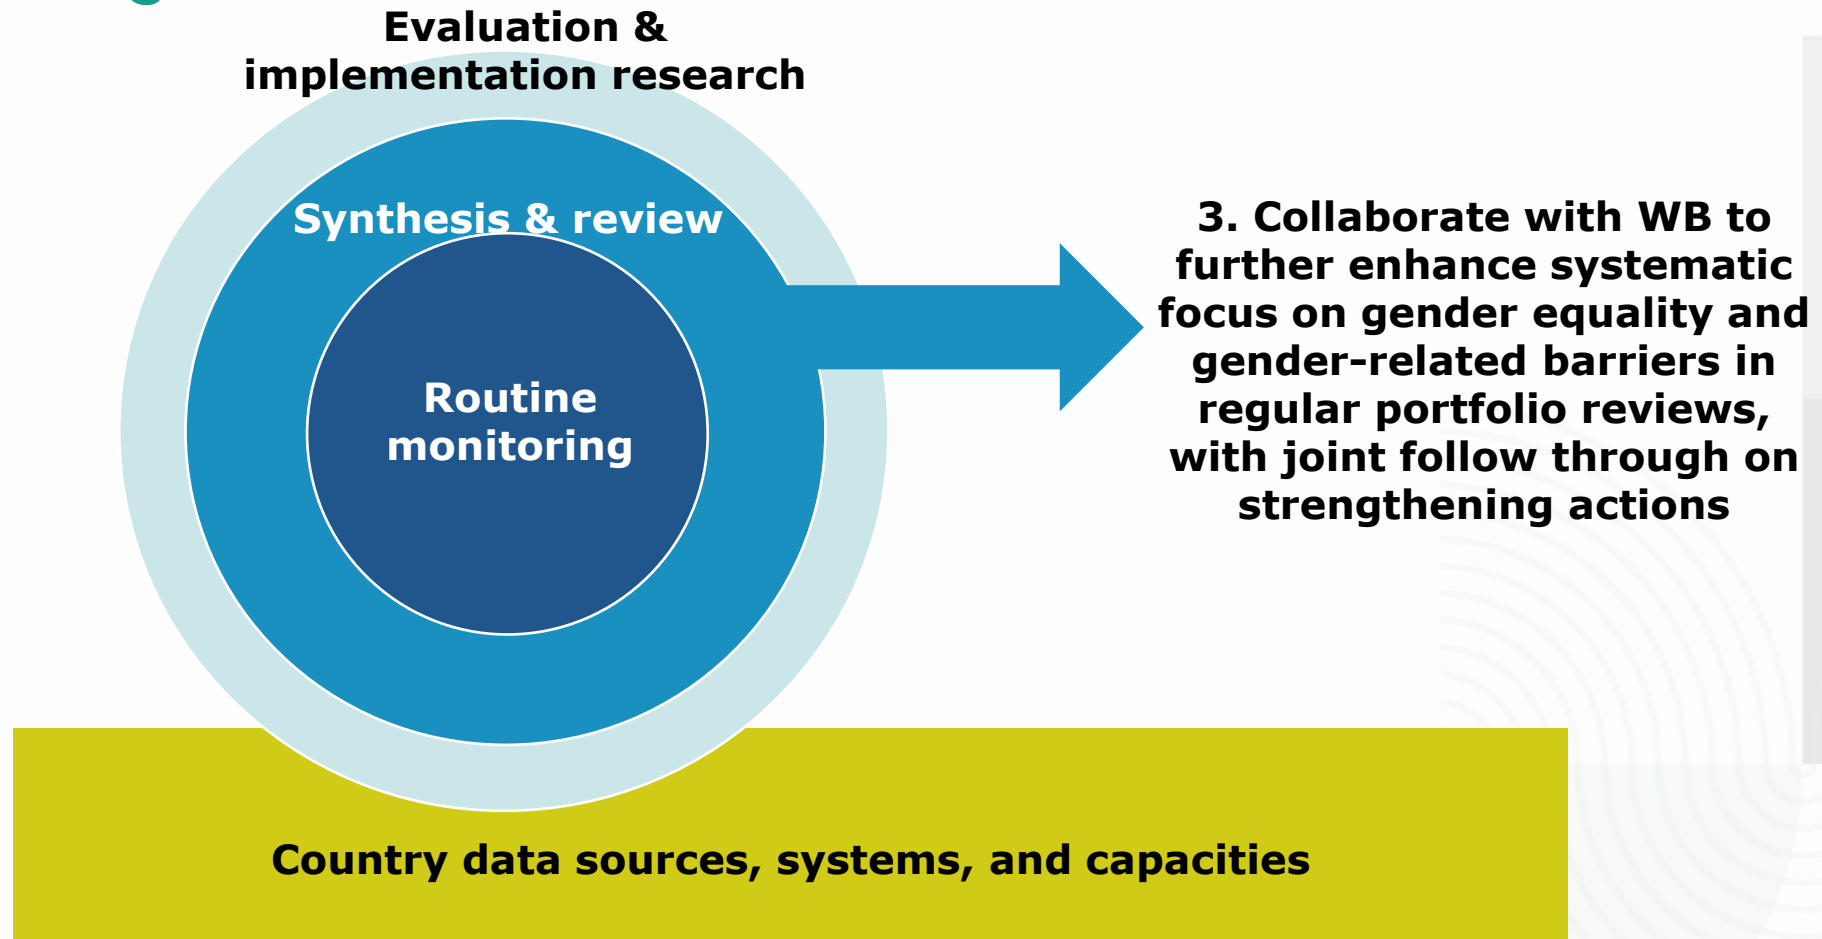 Evaluation &
implementation research
Synthesis & review
Routine
monitoring
3. Collaborate with WB to
further enhance systematic
focus on gender equality and
gender-related barriers in
regular portfolio reviews,
with joint follow through on
strengthening actions
Country data sources, systems, and capacities